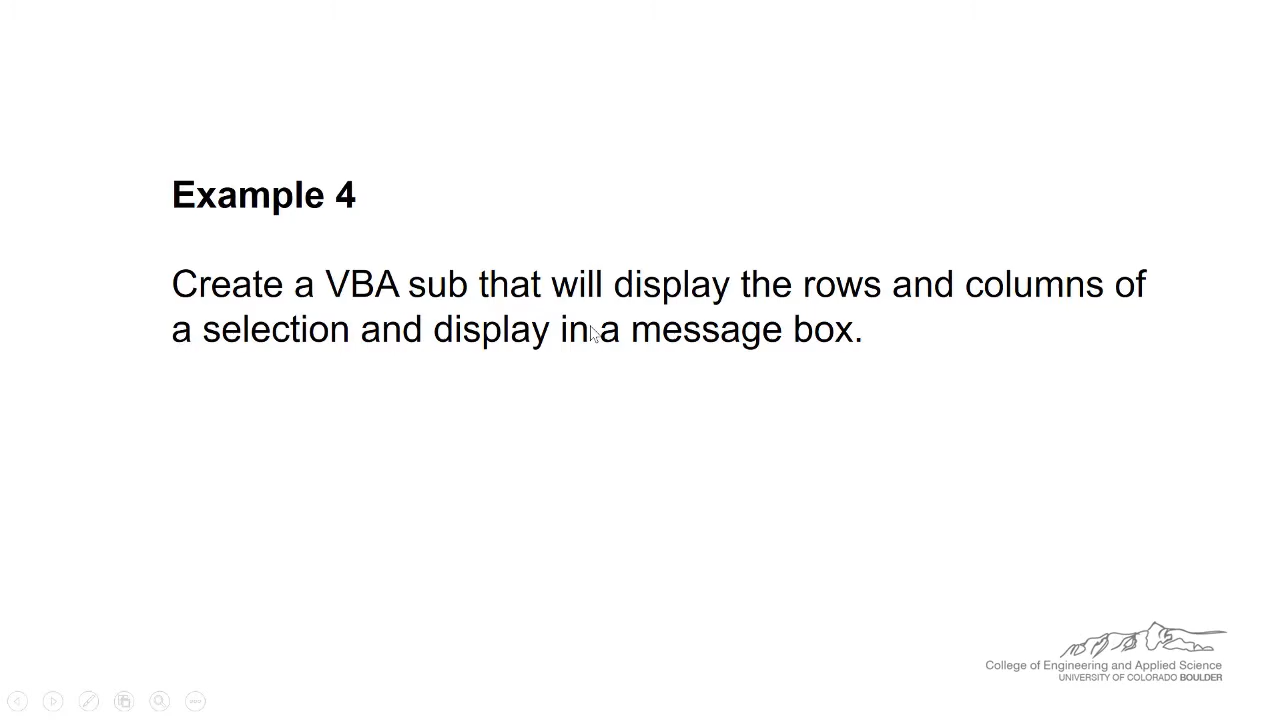 Example 4
Create a VBA sub that will display the rows and columns of
a selection and display in a message box.
College of Engineering and Applied Science
UNIVERSITY OF COLORADO BOULDER